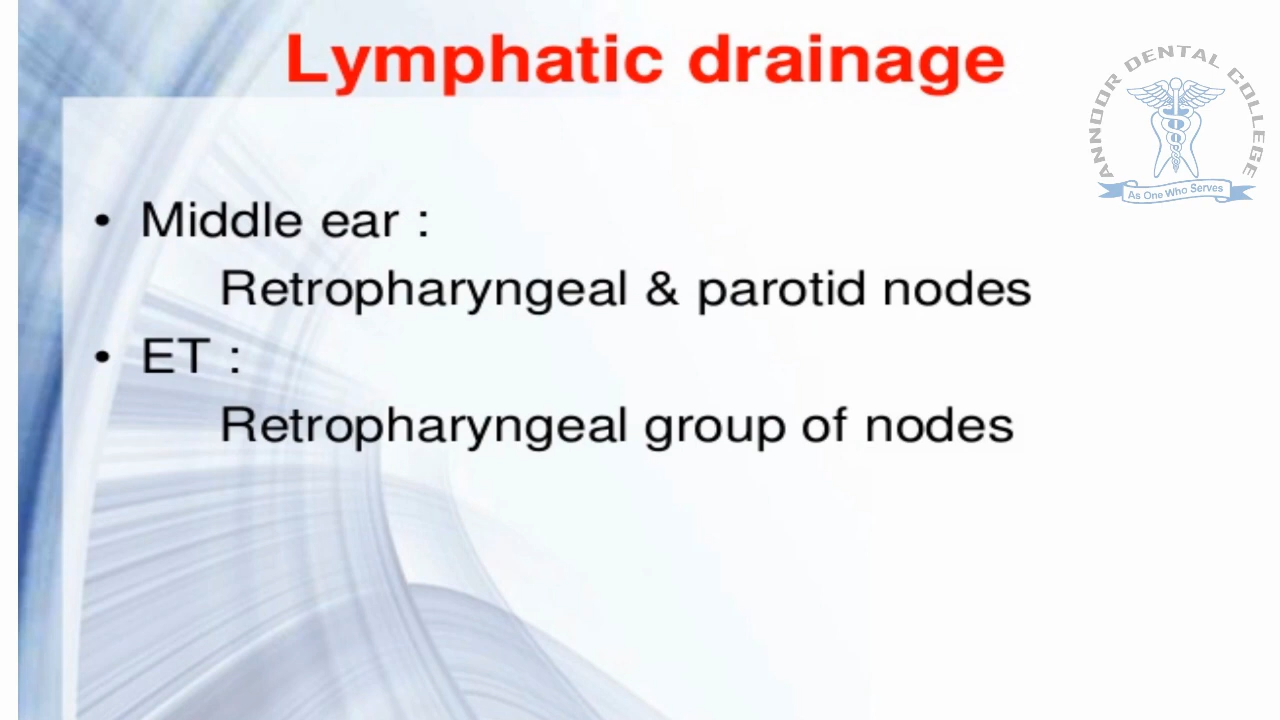 Lymphatic drainage
ANNOOR DENTAL COLLEGE
As One Who Serves
• Middle ear :
Retropharyngeal & parotid nodes
• ET :
Retropharyngeal group of nodes